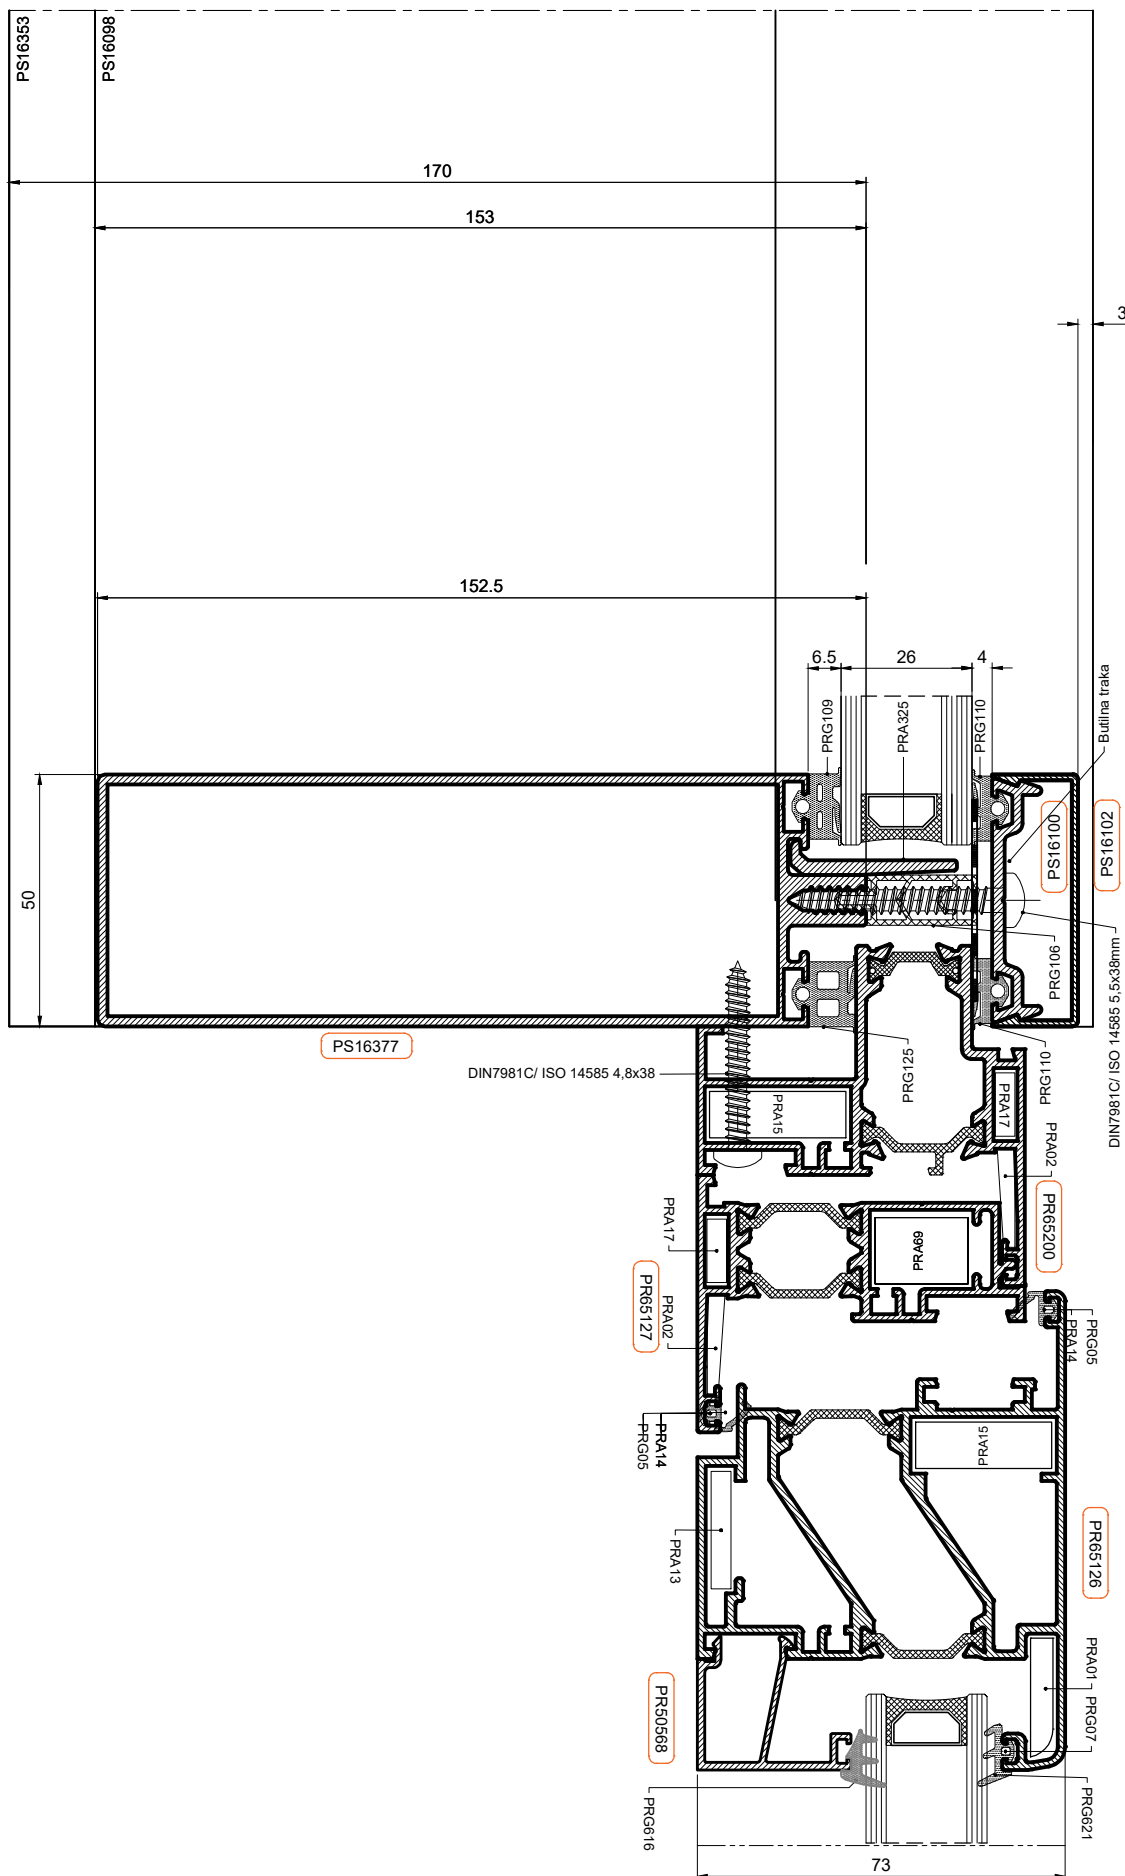 PS16353
PS16098
170
153
3
152.5
6.5
26
4
PRG109
PRA325
PRG110
Butilna traka
PS16100
PS16102
50
PRG106
DIN7981C/ ISO 14585 5,5x38mm
PS16377
DIN7981C/ ISO 14585 4,8x38
PRG125
PRG110
PRA15
PRA17
PRA02
PRA17
PRA69
PR65200
PR65127
PRA02
PRG05
PRA14
PRA14
PRG05
PRA15
PRA13
PR65126
PRA01
PRG07
PR50568
PRG616
PRG621
73